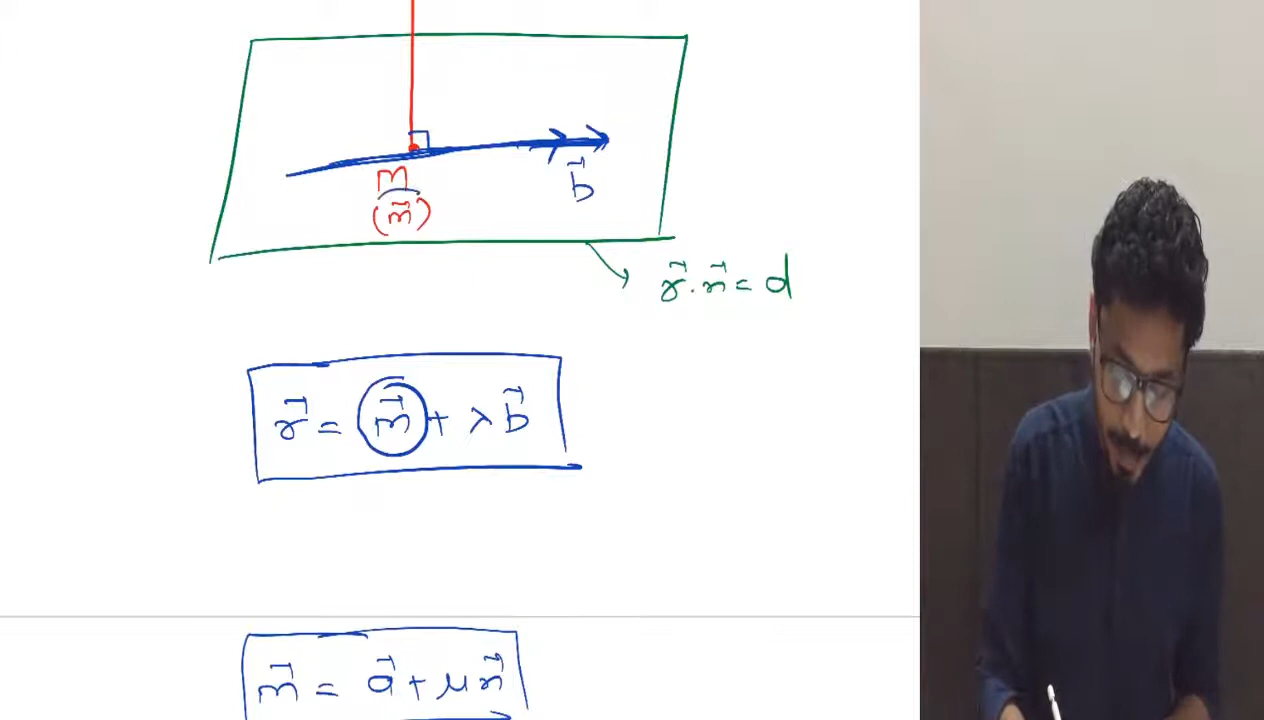 b⃗
M
(m⃗)
r⃗.n⃗ = d
r⃗ = m⃗ + λb⃗
m⃗ = a⃗ + μn⃗